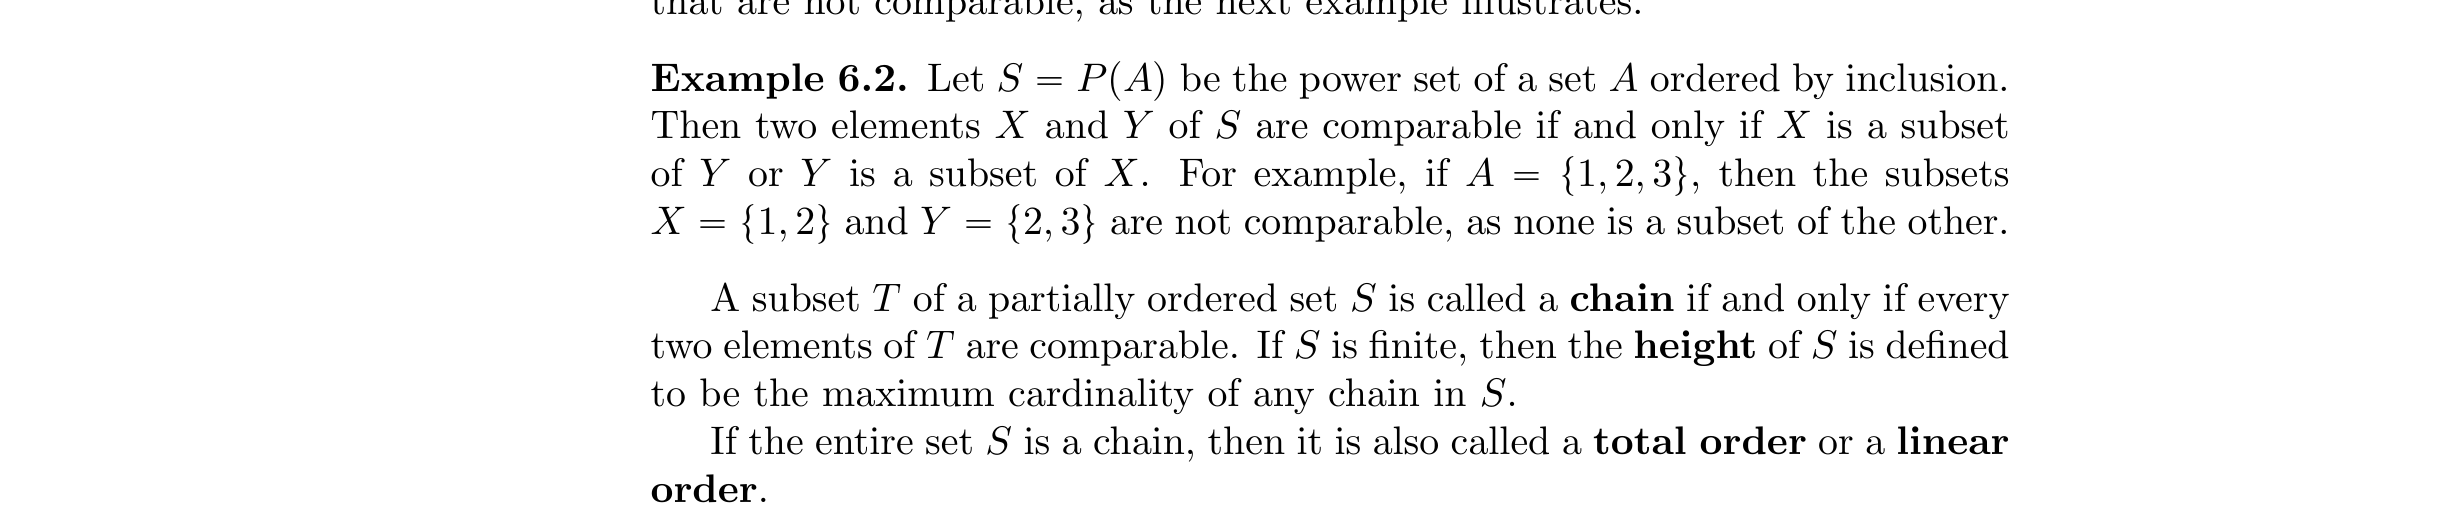 that are not comparable, as the next example illustrates.
Example 6.2. Let S = P(A) be the power set of a set A ordered by inclusion.
Then two elements X and Y of S are comparable if and only if X is a subset
of Y or Y is a subset of X. For example, if A = {1, 2, 3}, then the subsets
X = {1, 2} and Y = {2, 3} are not comparable, as none is a subset of the other.
A subset T of a partially ordered set S is called a chain if and only if every
two elements of T are comparable. If S is finite, then the height of S is defined
to be the maximum cardinality of any chain in S.
If the entire set S is a chain, then it is also called a total order or a linear
order.